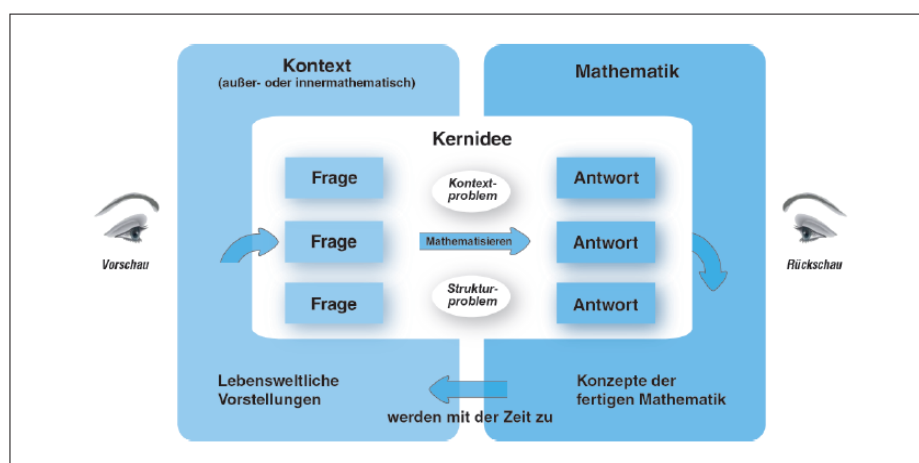 Kontext
(außer- oder innermathematisch)
Mathematik
Kernidee
Frage
Kontext-
problem
Antwort
Vorschau
Frage
Mathematisieren
Antwort
Rückschau
Frage
Struktur-
problem
Antwort
Lebensweltliche
Vorstellungen
Konzepte der
fertigen Mathematik
werden mit der Zeit zu